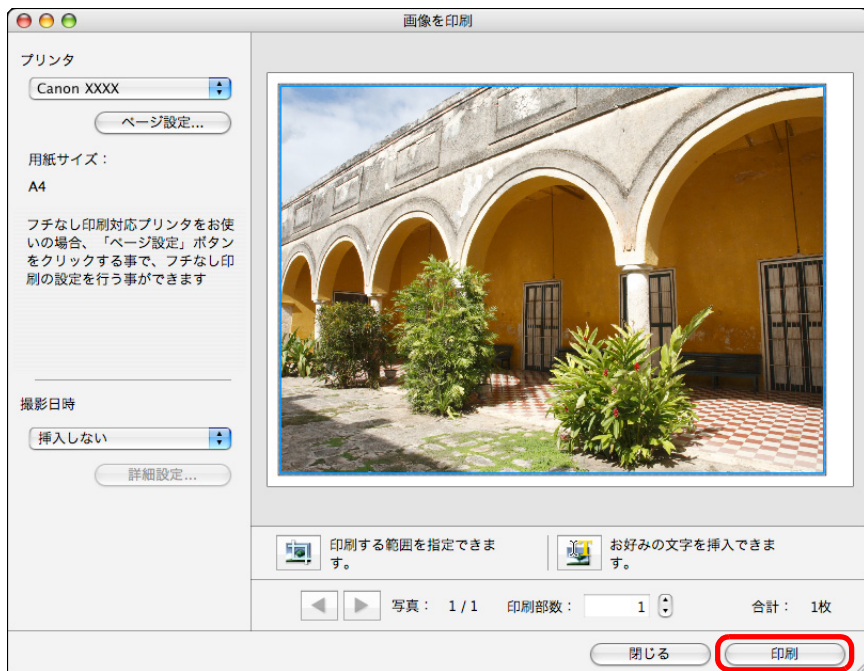 画像を印刷
プリンタ
Canon XXXX
ページ設定...
用紙サイズ：
A4
フチなし印刷対応プリンタをお使
いの場合、「ページ設定」ボタン
をクリックする事で、フチなし印
刷の設定を行う事ができます
撮影日時
挿入しない
詳細設定...
印刷する範囲を指定できま
す。
お好みの文字を挿入できま
す。
写真： 1 / 1 印刷部数： 1 合計： 1枚
閉じる 印刷